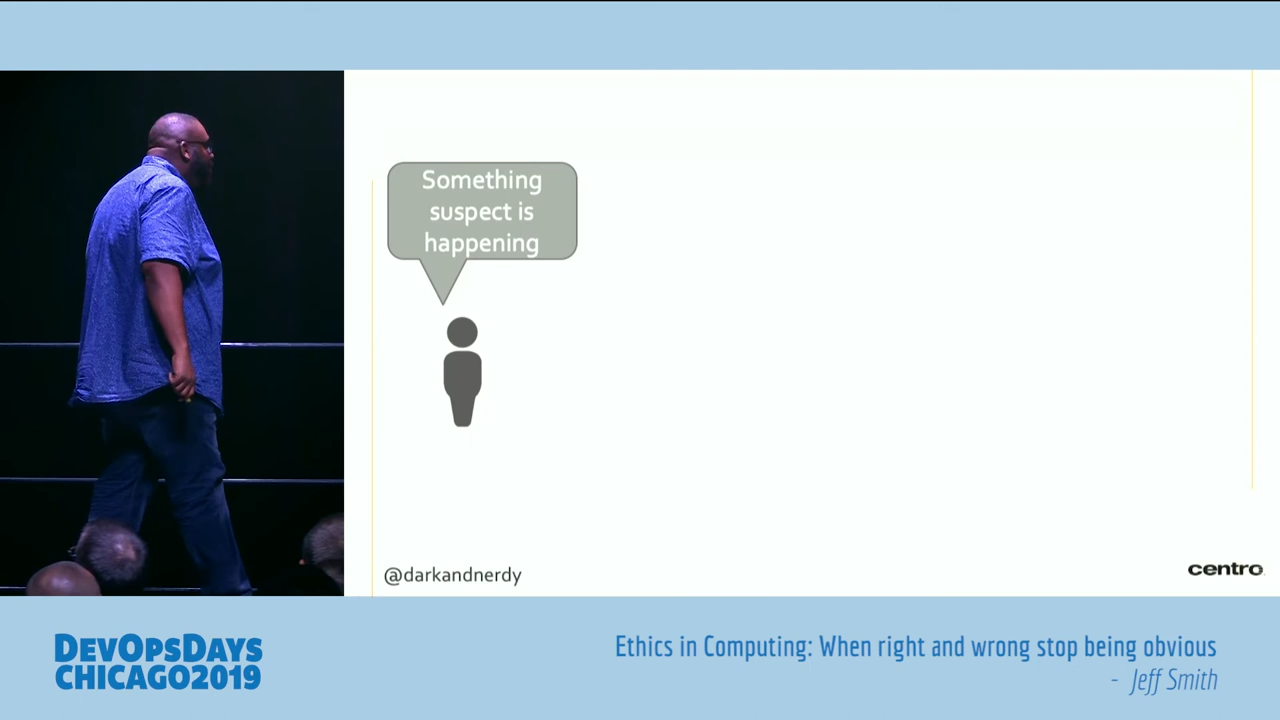 Something
suspect is
happening
@darkandnerdy
centro
DEVOPSDAYS
CHICAGO2019
Ethics in Computing: When right and wrong stop being obvious
- Jeff Smith